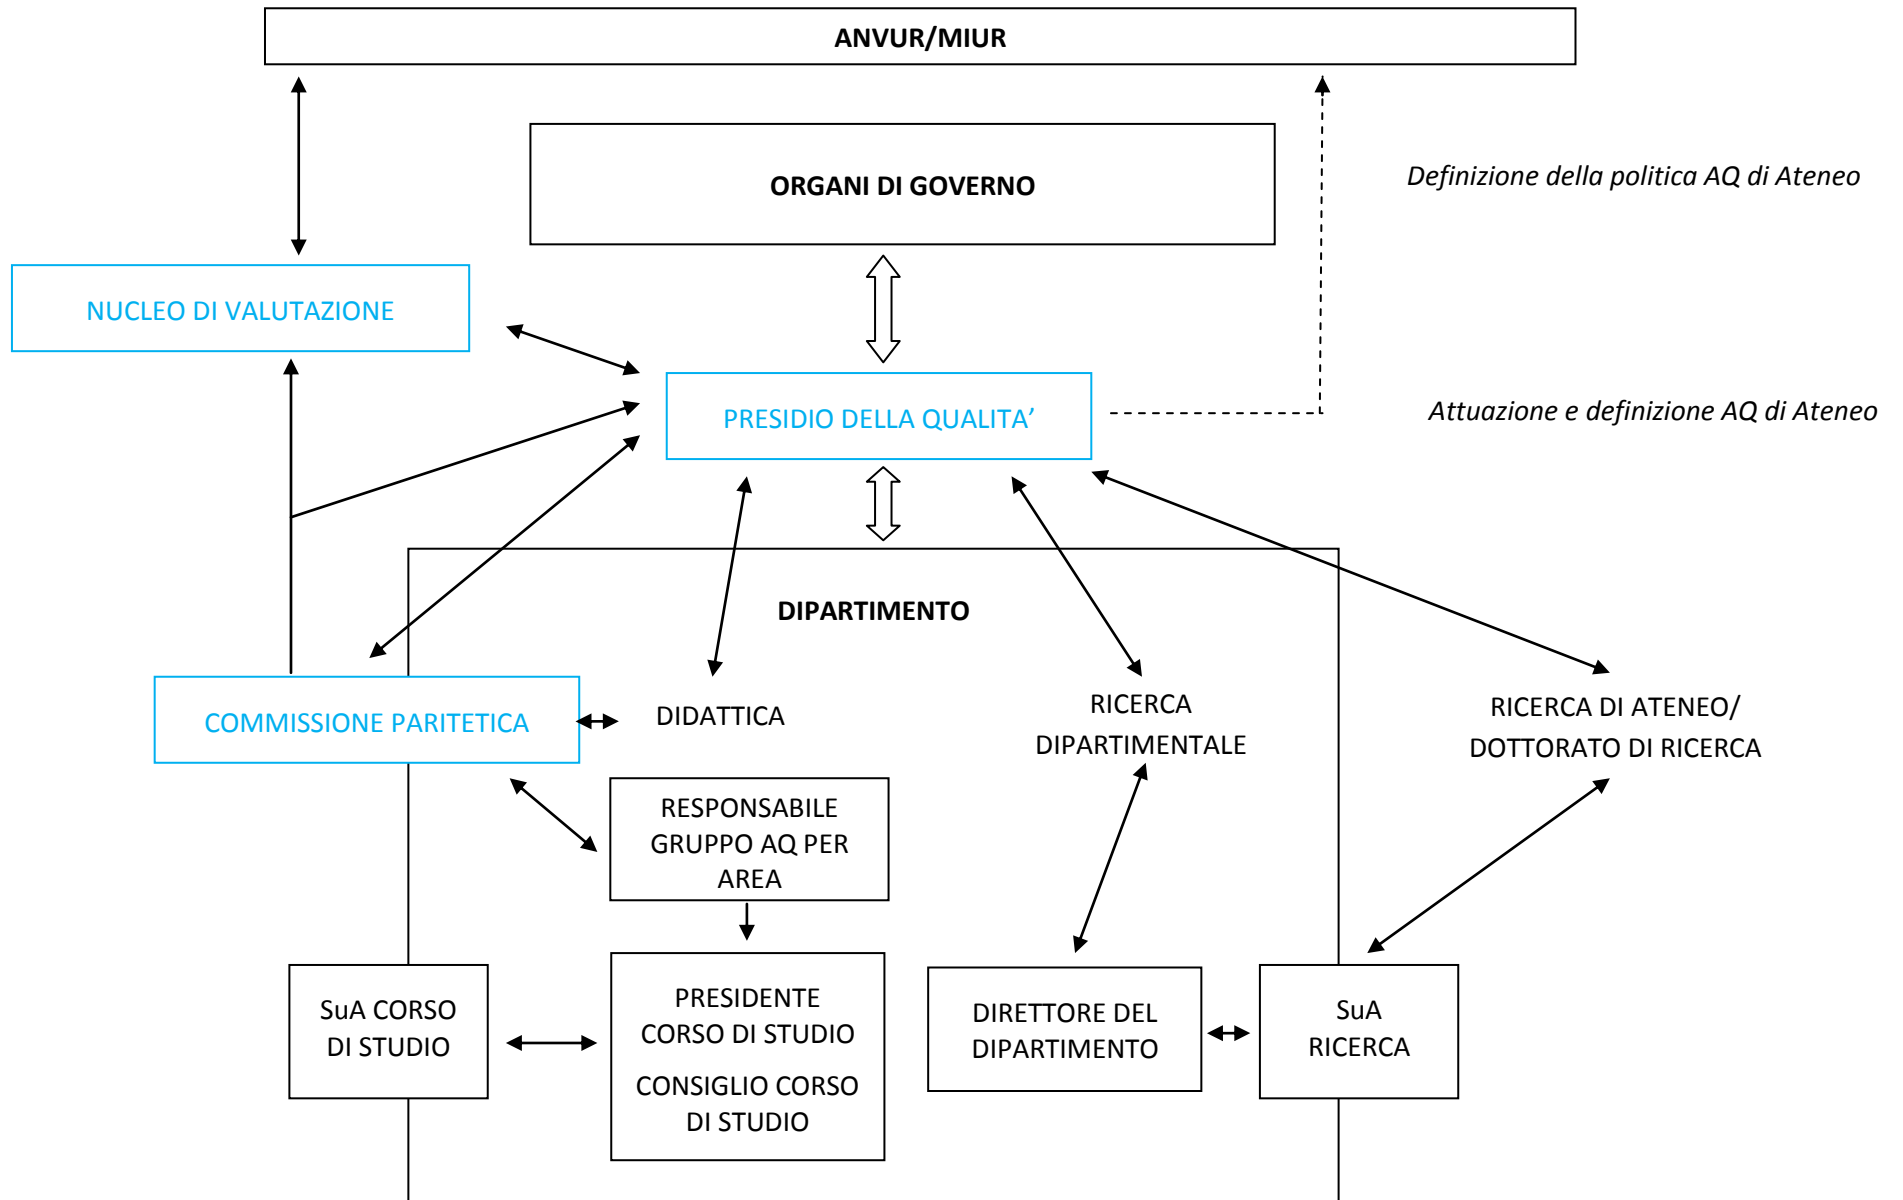 ANVUR/MIUR
ORGANI DI GOVERNO
Definizione della politica AQ di Ateneo
NUCLEO DI VALUTAZIONE
PRESIDIO DELLA QUALITA’
Attuazione e definizione AQ di Ateneo
DIPARTIMENTO
COMMISSIONE PARITETICA
DIDATTICA
RICERCA
DIPARTIMENTALE
RICERCA DI ATENEO/
DOTTORATO DI RICERCA
RESPONSABILE
GRUPPO AQ PER
AREA
SuA CORSO
DI STUDIO
PRESIDENTE
CORSO DI STUDIO
CONSIGLIO CORSO
DI STUDIO
DIRETTORE DEL
DIPARTIMENTO
SuA
RICERCA